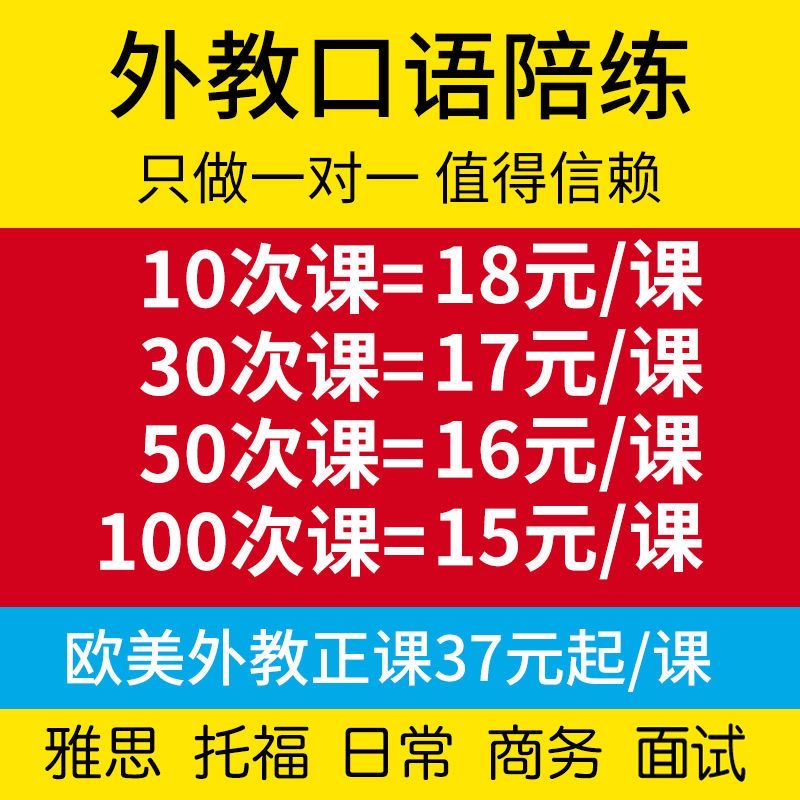 外教口语陪练
只做一对一 值得信赖
10次课=18元/课
30次课=17元/课
50次课=16元/课
100次课=15元/课
欧美外教正课37元起/课
雅思 托福 日常 商务 面试